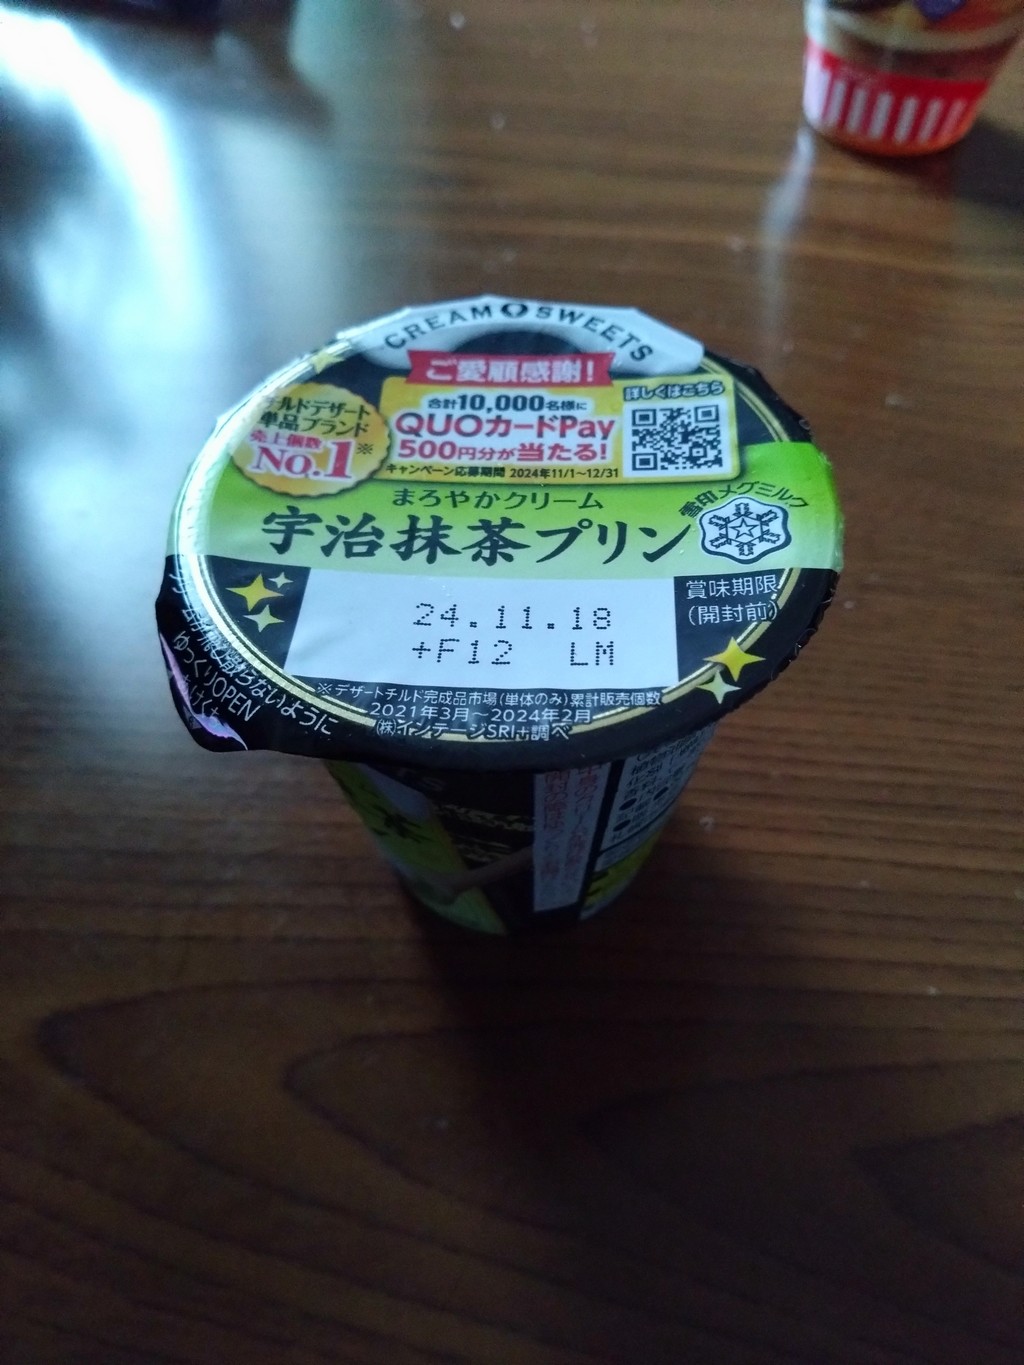 CREAM SWEETS
ご愛顧感謝!
チルドデザート
単品ブランド
売上個数
No.1※
合計10,000名様に
QUOカードPay
500円分が当たる!
キャンペーン応募期間 2024年11/1~12/31
詳しくはこちら
まろやかクリーム
宇治抹茶プリン
雪印メグミルク
24.11.18
+F12 LM
賞味期限
(開封前)
※デザートチルド完成品市場(単体のみ)累計販売個数
2021年3月~2024年2月
(株)インテージSRI+調べ
ないように
ゆっくりOPEN